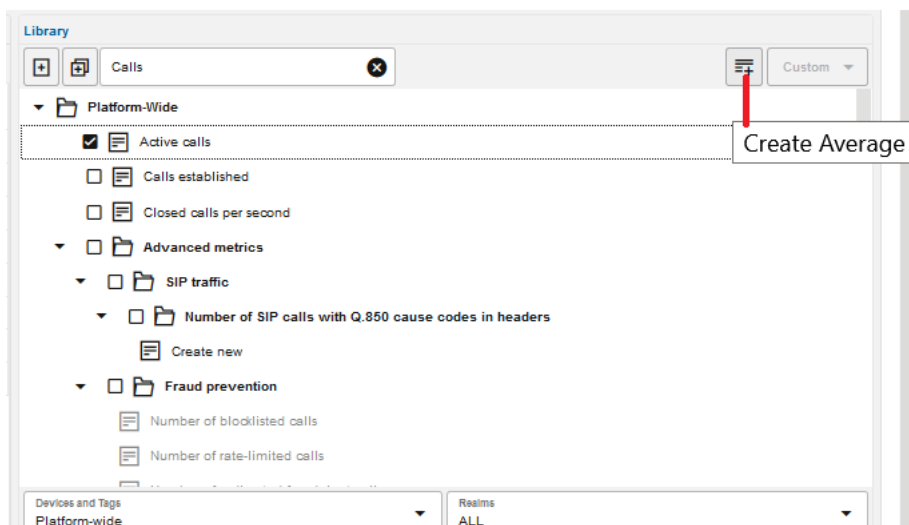 Library
Calls
Custom
Platform-Wide
Active calls
Create Average
Calls established
Closed calls per second
Advanced metrics
SIP traffic
Number of SIP calls with Q.850 cause codes in headers
Create new
Fraud prevention
Number of blocklisted calls
Number of rate-limited calls
Devices and Tags
Platform-wide
Realms
ALL